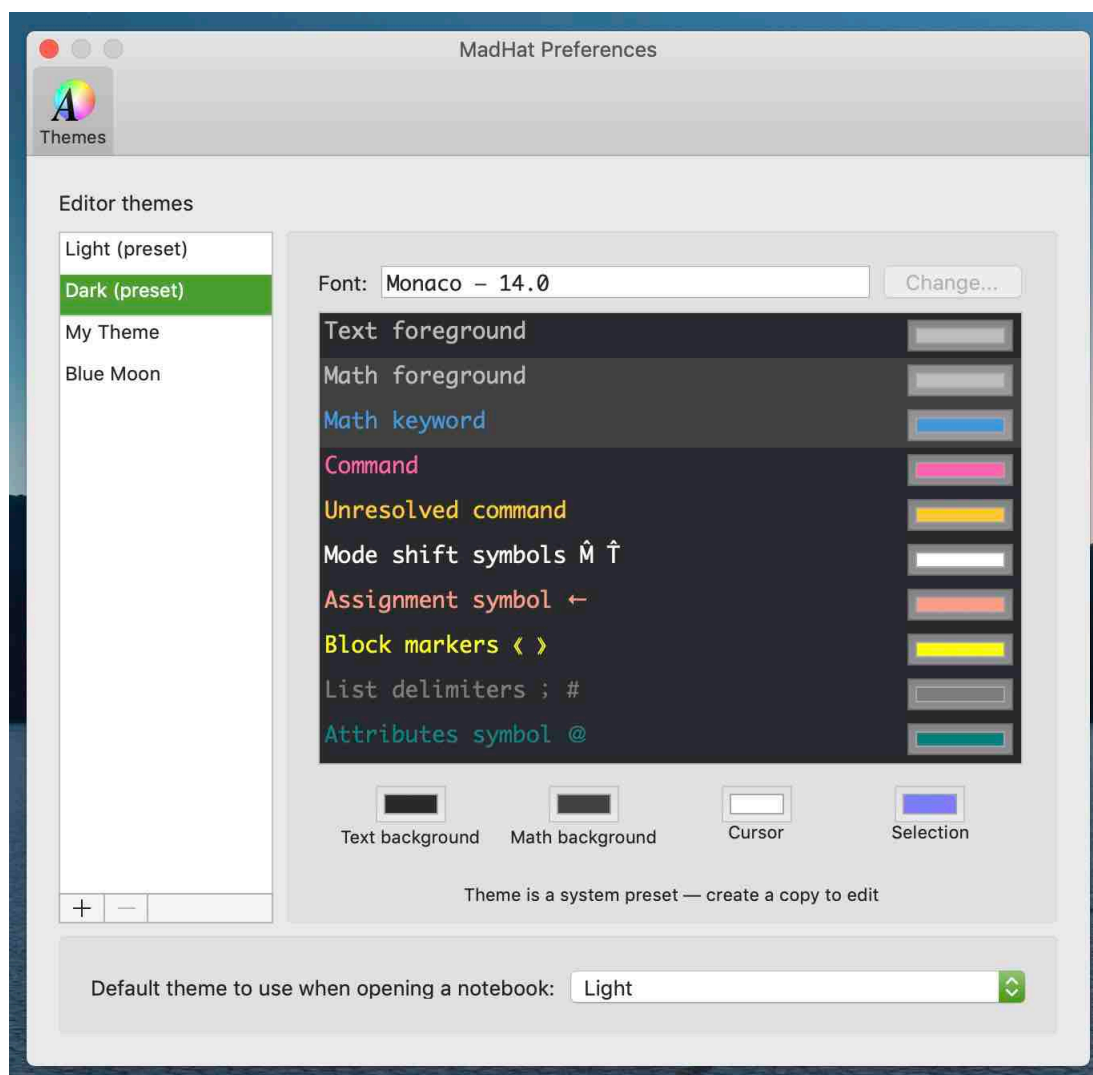 MadHat Preferences
Themes
Editor themes
Light (preset)
Dark (preset)
My Theme
Blue Moon
+ −
Font: Monaco – 14.0 Change...
Text foreground
Math foreground
Math keyword
Command
Unresolved command
Mode shift symbols M̂ T̂
Assignment symbol ←
Block markers ⟪ ⟫
List delimiters ; #
Attributes symbol @
Text background Math background Cursor Selection
Theme is a system preset — create a copy to edit
Default theme to use when opening a notebook: Light